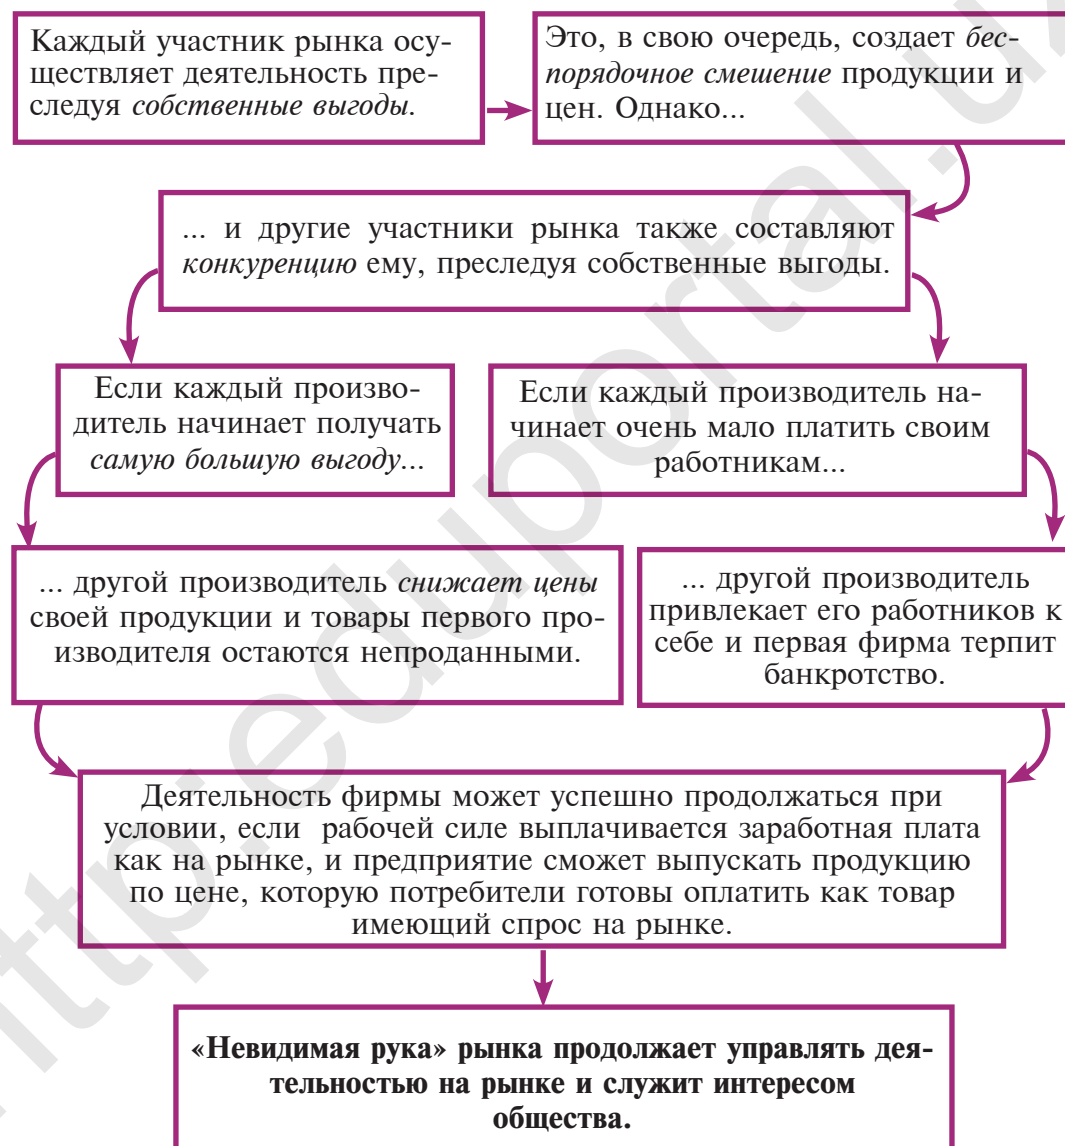 Каждый участник рынка осу-
ществляет деятельность пре-
следуя собственные выгоды.
Это, в свою очередь, создает бес-
порядочное смешение продукции и
цен. Однако...
... и другие участники рынка также составляют
конкуренцию ему, преследуя собственные выгоды.
Если каждый произво-
дитель начинает получать
самую большую выгоду...
Если каждый производитель на-
чинает очень мало платить своим
работникам...
... другой производитель снижает цены
своей продукции и товары первого про-
изводителя остаются непроданными.
... другой производитель
привлекает его работников к
себе и первая фирма терпит
банкротство.
Деятельность фирмы может успешно продолжаться при
условии, если рабочей силе выплачивается заработная плата
как на рынке, и предприятие сможет выпускать продукцию
по цене, которую потребители готовы оплатить как товар
имеющий спрос на рынке.
«Невидимая рука» рынка продолжает управлять дея-
тельностью на рынке и служит интересом
общества.
http:eduportal.uz